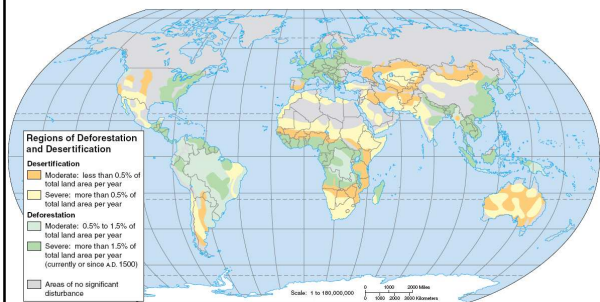 Regions of Deforestation
and Desertification
Desertification
Moderate: less than 0.5% of
total land area per year
Severe: more than 0.5% of
total land area per year
Deforestation
Moderate: 0.5% to 1.5% of
total land area per year
Severe: more than 1.5% of
total land area per year
(currently or since A.D. 1500)
Areas of no significant
disturbance
Scale: 1 to 180,000,000
0 1000 2000 Miles
0 1000 2000 3000 Kilometers